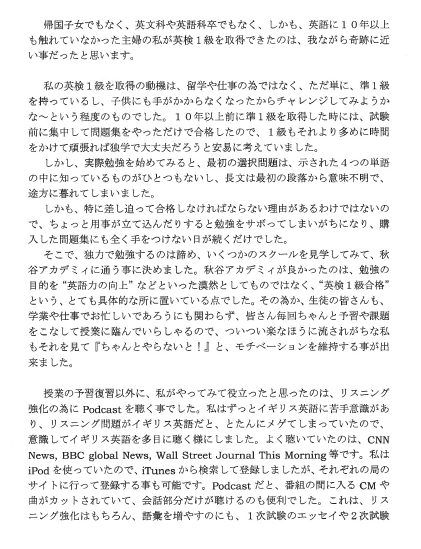 帰国子女でもなく、英文科や英語科卒でもなく、しかも、英語に１０年以上
も触れていなかった主婦の私が英検１級を取得できたのは、我ながら奇跡に近
い事だったと思います。
私の英検１級を取得の動機は、留学や仕事の為ではなく、ただ単に、準１級
を持っているし、子供にも手がかからなくなったからチャレンジしてみようか
な～という程度のものでした。１０年以上前に準１級を取得した時には、試験
前に集中して問題集をやっただけで合格したので、１級もそれより多めに時間
をかけて頑張れば独学で大丈夫だろうと安易に考えていました。
しかし、実際勉強を始めてみると、最初の選択問題は、示された４つの単語
の中に知っているものがひとつもないし、長文は最初の段落から意味不明で、
途方に暮れてしまいました。
しかも、特に差し迫って合格しなければならない理由があるわけではないの
で、ちょっと用事が立て込んだりすると勉強をサボってしまいがちになり、購
入した問題集にも全く手をつけない日が続くだけでした。
そこで、独力で勉強するのは諦め、いくつかのスクールを見学してみて、秋
谷アカデミィに通う事に決めました。秋谷アカデミィが良かったのは、勉強の
目的を“英語力の向上”などといった漠然としてものではなく、“英検１級合格”
という、とても具体的な所に置いている点でした。その為か、生徒の皆さんも、
学業や仕事でお忙しいであろうにも関わらず、皆さん毎回ちゃんと予習や課題
をこなして授業に臨んでいらしゃるので、ついつい楽なほうに流されがちな私
もそれを見て『ちゃんとやらないと！』と、モチベーションを維持する事が出
来ました。
授業の予習復習以外に、私がやってみて役立ったと思ったのは、リスニング
強化の為に Podcast を聴く事でした。私はずっとイギリス英語に苦手意識があ
り、リスニング問題がイギリス英語だと、とたんにメゲてしまっていたので、
意識してイギリス英語を多目に聴く様にしました。よく聴いていたのは、CNN
News, BBC global News, Wall Street Journal This Morning 等です。私は
iPod を使っていたので、iTunes から検索して登録しましたが、それぞれの局の
サイトに行って登録する事も可能です。Podcast だと、番組の間に入る CM や
曲がカットされていて、会話部分だけが聴けるのも便利でした。これは、リス
ニング強化はもちろん、語彙を増やすのにも、１次試験のエッセイや２次試験